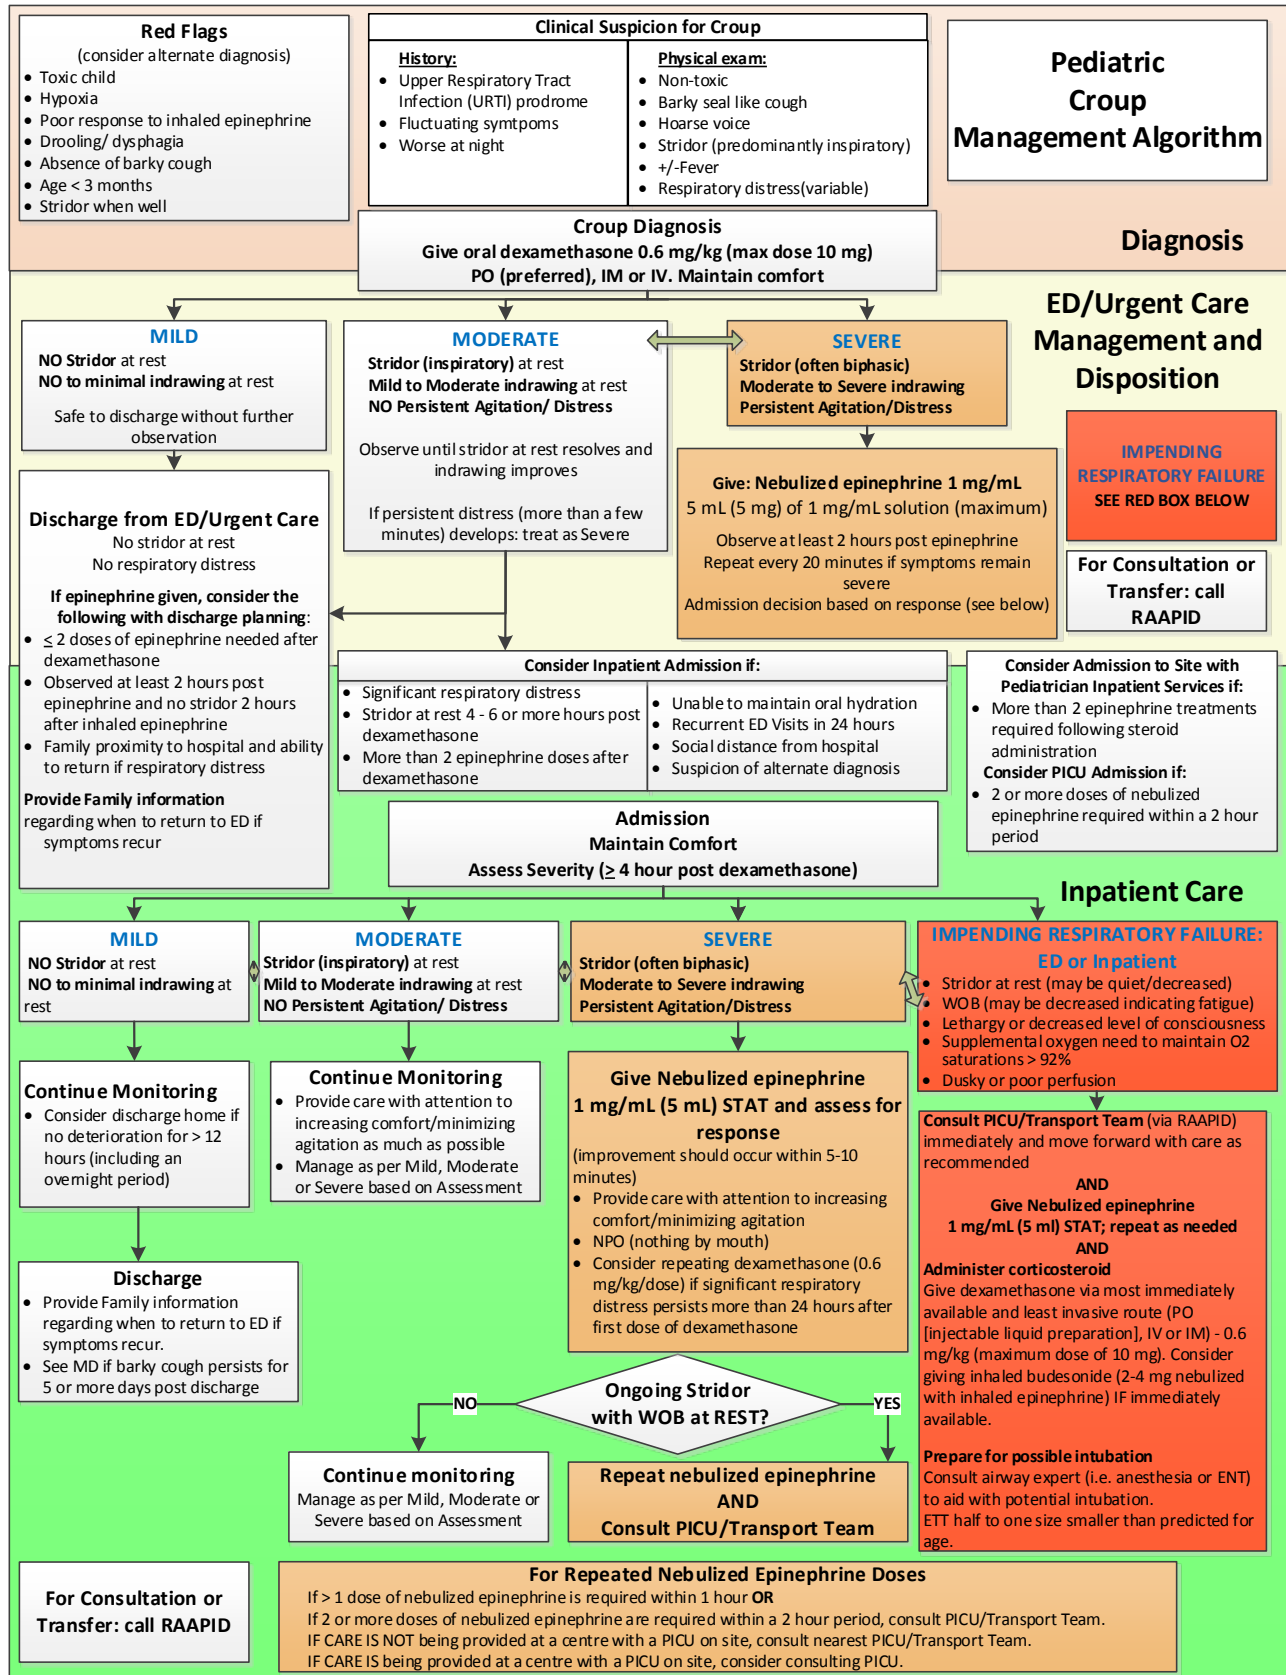 Red Flags
(consider alternate diagnosis)
• Toxic child
• Hypoxia
• Poor response to inhaled epinephrine
• Drooling/ dysphagia
• Absence of barky cough
• Age < 3 months
• Stridor when well
Clinical Suspicion for Croup
History:
• Upper Respiratory Tract
Infection (URTI) prodrome
• Fluctuating symtpoms
• Worse at night
Physical exam:
• Non-toxic
• Barky seal like cough
• Hoarse voice
• Stridor (predominantly inspiratory)
• +/-Fever
• Respiratory distress(variable)
Pediatric
Croup
Management Algorithm
Croup Diagnosis
Give oral dexamethasone 0.6 mg/kg (max dose 10 mg)
PO (preferred), IM or IV. Maintain comfort
Diagnosis
ED/Urgent Care
Management and
Disposition
MILD
NO Stridor at rest
NO to minimal indrawing at rest
Safe to discharge without further
observation
MODERATE
Stridor (inspiratory) at rest
Mild to Moderate indrawing at rest
NO Persistent Agitation/ Distress
Observe until stridor at rest resolves and
indrawing improves
If persistent distress (more than a few
minutes) develops: treat as Severe
SEVERE
Stridor (often biphasic)
Moderate to Severe indrawing
Persistent Agitation/Distress
Give: Nebulized epinephrine 1 mg/mL
5 mL (5 mg) of 1 mg/mL solution (maximum)
Observe at least 2 hours post epinephrine
Repeat every 20 minutes if symptoms remain
severe
Admission decision based on response (see below)
IMPENDING
RESPIRATORY FAILURE
SEE RED BOX BELOW
For Consultation or
Transfer: call
RAAPID
Discharge from ED/Urgent Care
No stridor at rest
No respiratory distress
If epinephrine given, consider the
following with discharge planning:
• ≤ 2 doses of epinephrine needed after
dexamethasone
• Observed at least 2 hours post
epinephrine and no stridor 2 hours
after inhaled epinephrine
• Family proximity to hospital and ability
to return if respiratory distress
Provide Family information
regarding when to return to ED if
symptoms recur
Consider Inpatient Admission if:
• Significant respiratory distress
• Stridor at rest 4 - 6 or more hours post
dexamethasone
• More than 2 epinephrine doses after
dexamethasone
• Unable to maintain oral hydration
• Recurrent ED Visits in 24 hours
• Social distance from hospital
• Suspicion of alternate diagnosis
Consider Admission to Site with
Pediatrician Inpatient Services if:
• More than 2 epinephrine treatments
required following steroid
administration
Consider PICU Admission if:
• 2 or more doses of nebulized
epinephrine required within a 2 hour
period
Admission
Maintain Comfort
Assess Severity (≥ 4 hour post dexamethasone)
Inpatient Care
MILD
NO Stridor at rest
NO to minimal indrawing at
rest
MODERATE
Stridor (inspiratory) at rest
Mild to Moderate indrawing at rest
NO Persistent Agitation/ Distress
SEVERE
Stridor (often biphasic)
Moderate to Severe indrawing
Persistent Agitation/Distress
IMPENDING RESPIRATORY FAILURE:
ED or Inpatient
• Stridor at rest (may be quiet/decreased)
• WOB (may be decreased indicating fatigue)
• Lethargy or decreased level of consciousness
• Supplemental oxygen need to maintain O2
saturations > 92%
• Dusky or poor perfusion
Continue Monitoring
• Consider discharge home if
no deterioration for > 12
hours (including an
overnight period)
Continue Monitoring
• Provide care with attention to
increasing comfort/minimizing
agitation as much as possible
• Manage as per Mild, Moderate
or Severe based on Assessment
Give Nebulized epinephrine
1 mg/mL (5 mL) STAT and assess for
response
(improvement should occur within 5-10
minutes)
• Provide care with attention to increasing
comfort/minimizing agitation
• NPO (nothing by mouth)
• Consider repeating dexamethasone (0.6
mg/kg/dose) if significant respiratory
distress persists more than 24 hours after
first dose of dexamethasone
Consult PICU/Transport Team (via RAAPID)
immediately and move forward with care as
recommended
AND
Give Nebulized epinephrine
1 mg/mL (5 ml) STAT; repeat as needed
AND
Administer corticosteroid
Give dexamethasone via most immediately
available and least invasive route (PO
[injectable liquid preparation], IV or IM) - 0.6
mg/kg (maximum dose of 10 mg). Consider
giving inhaled budesonide (2-4 mg nebulized
with inhaled epinephrine) IF immediately
available.
Prepare for possible intubation
Consult airway expert (i.e. anesthesia or ENT)
to aid with potential intubation.
ETT half to one size smaller than predicted for
age.
Discharge
• Provide Family information
regarding when to return to ED if
symptoms recur.
• See MD if barky cough persists for
5 or more days post discharge
Ongoing Stridor
with WOB at REST?
NO
YES
Continue monitoring
Manage as per Mild, Moderate or
Severe based on Assessment
Repeat nebulized epinephrine
AND
Consult PICU/Transport Team
For Consultation or
Transfer: call RAAPID
For Repeated Nebulized Epinephrine Doses
If > 1 dose of nebulized epinephrine is required within 1 hour OR
If 2 or more doses of nebulized epinephrine are required within a 2 hour period, consult PICU/Transport Team.
IF CARE IS NOT being provided at a centre with a PICU on site, consult nearest PICU/Transport Team.
IF CARE IS being provided at a centre with a PICU on site, consider consulting PICU.